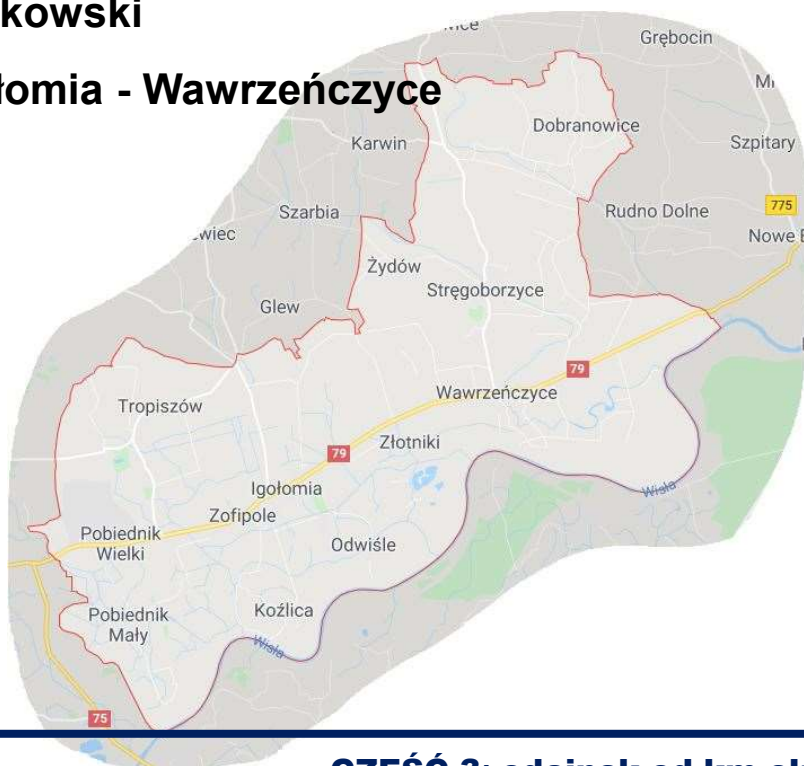 kowski
łomia - Wawrzeńczyce
Grębocin
Dobranowice
Karwin
Szpitary
Szarbia
Rudno Dolne
775
Żydów
Stręgoborzyce
Glew
79
Wawrzeńczyce
Tropiszów
Złotniki
79
Wisła
Igołomia
Zofipole
Pobiednik
Wielki
Odwiśle
Pobiednik
Mały
Koźlica
Wisła
75